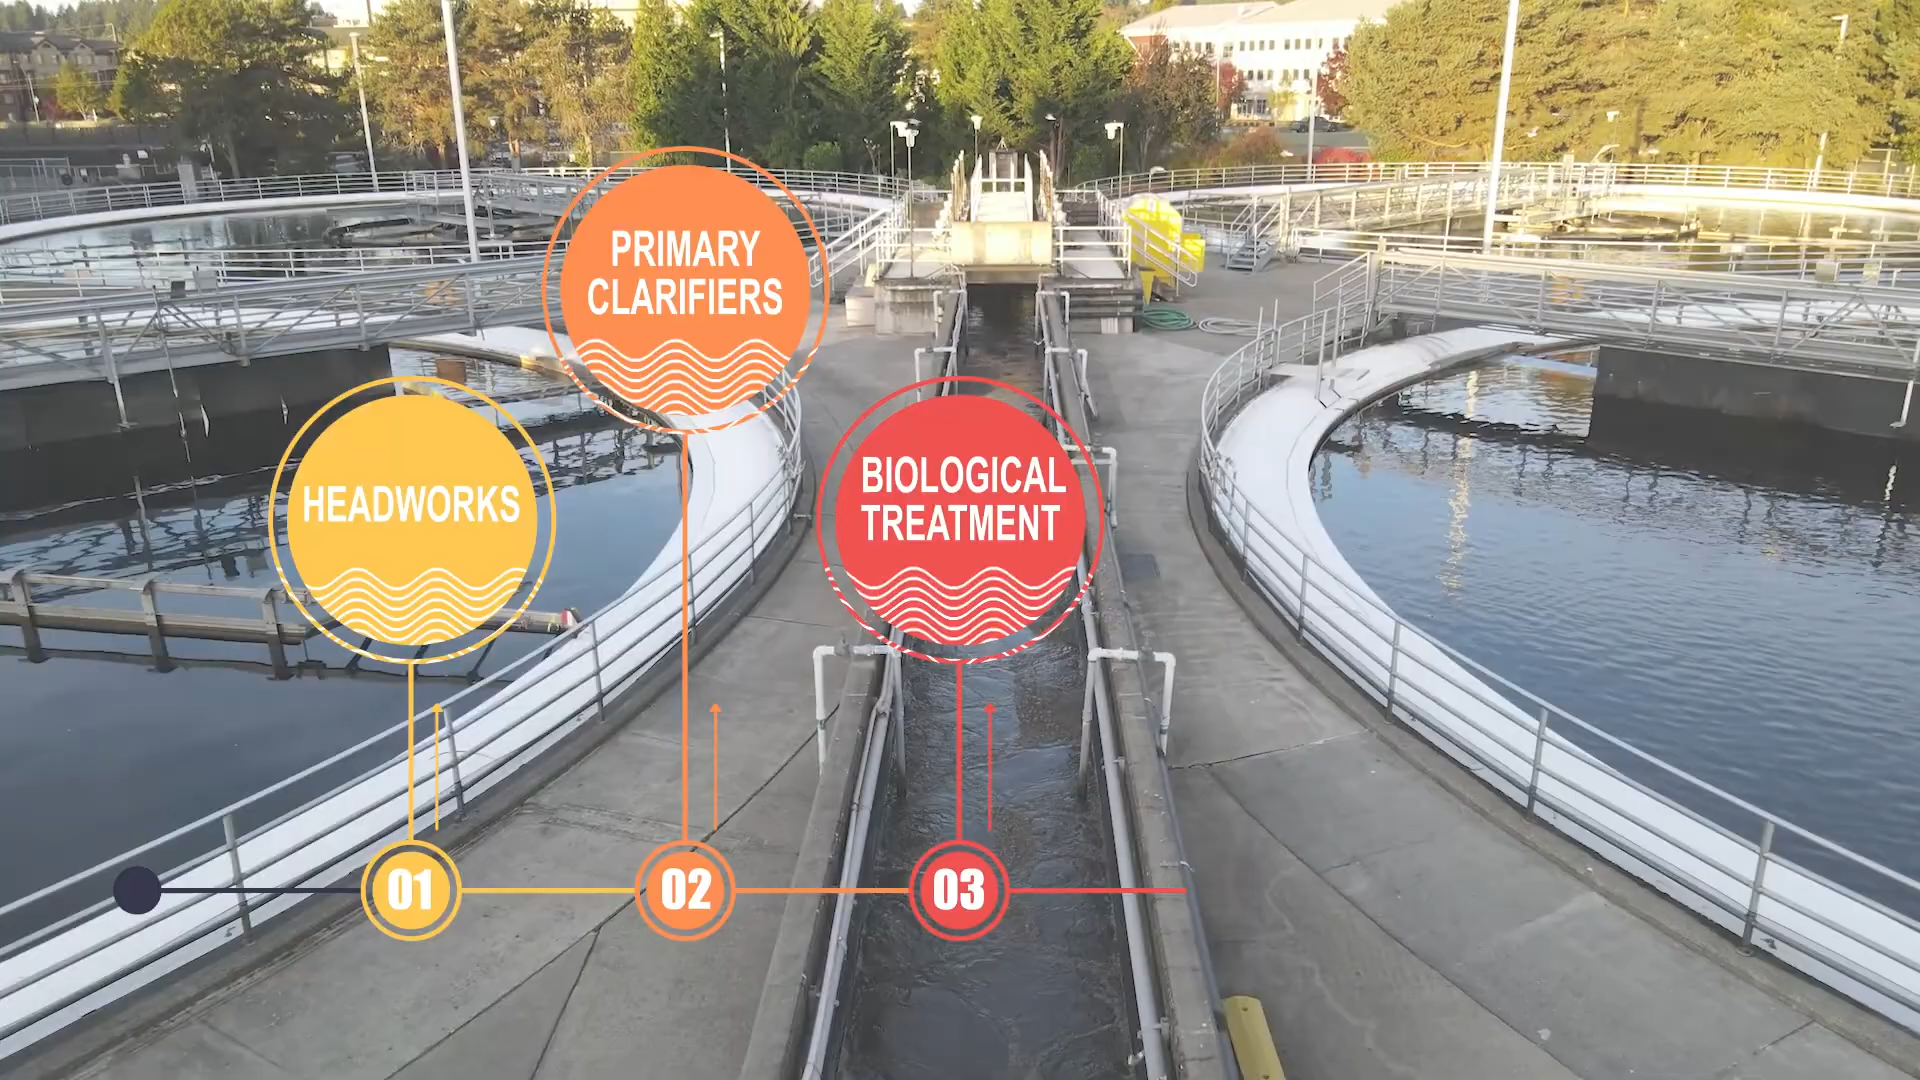 HEADWORKS
PRIMARY
CLARIFIERS
BIOLOGICAL
TREATMENT
01
02
03